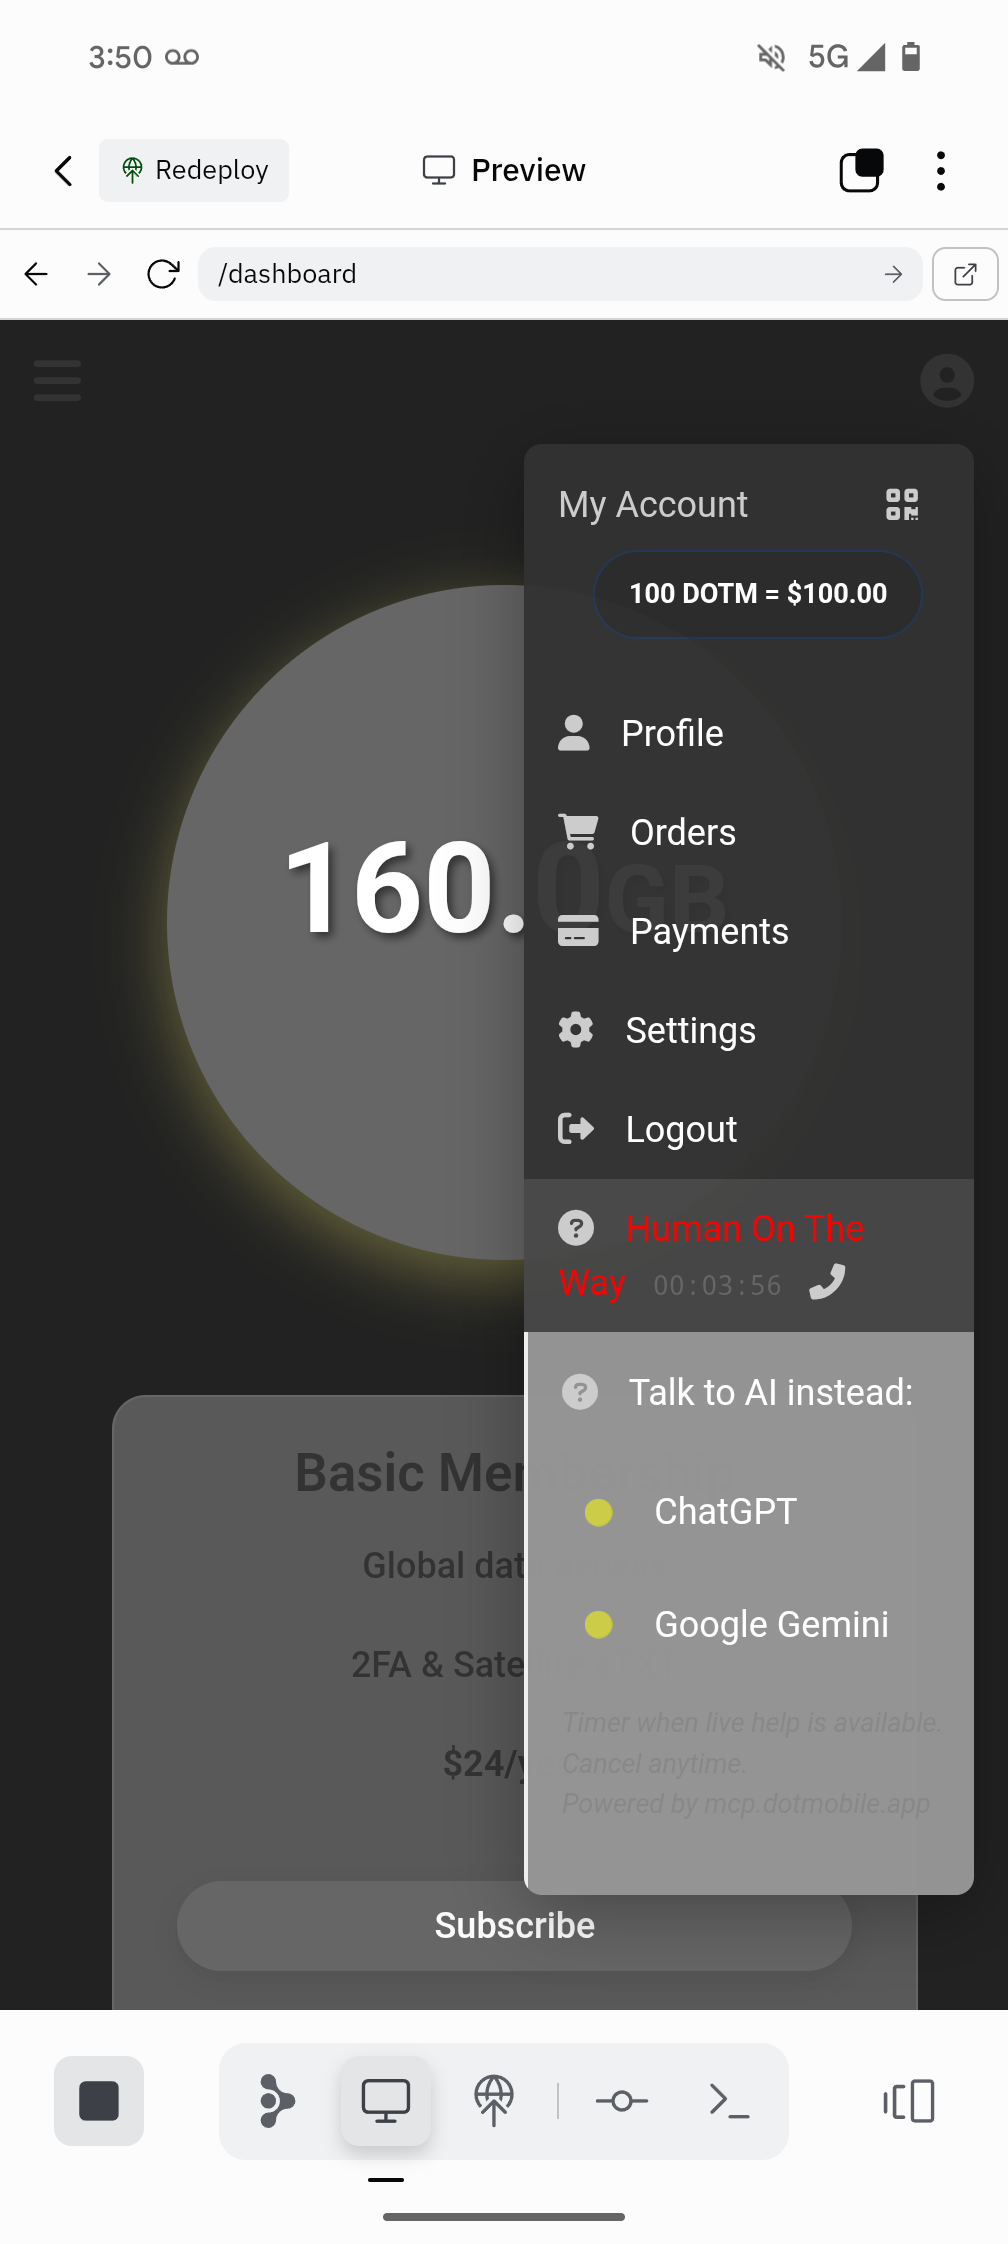 3:50
5G
Redeploy
Preview
/dashboard
My Account
100 DOTM = $100.00
Profile
Orders
160.0GB
Payments
Settings
Logout
Human On The
Way 00:03:56
Talk to AI instead:
Basic Mem
ChatGPT
Global dat
Google Gemini
2FA & Sate
Timer when live help is available.
$24/y
Cancel anytime.
Powered by mcp.dotmobile.app
Subscribe